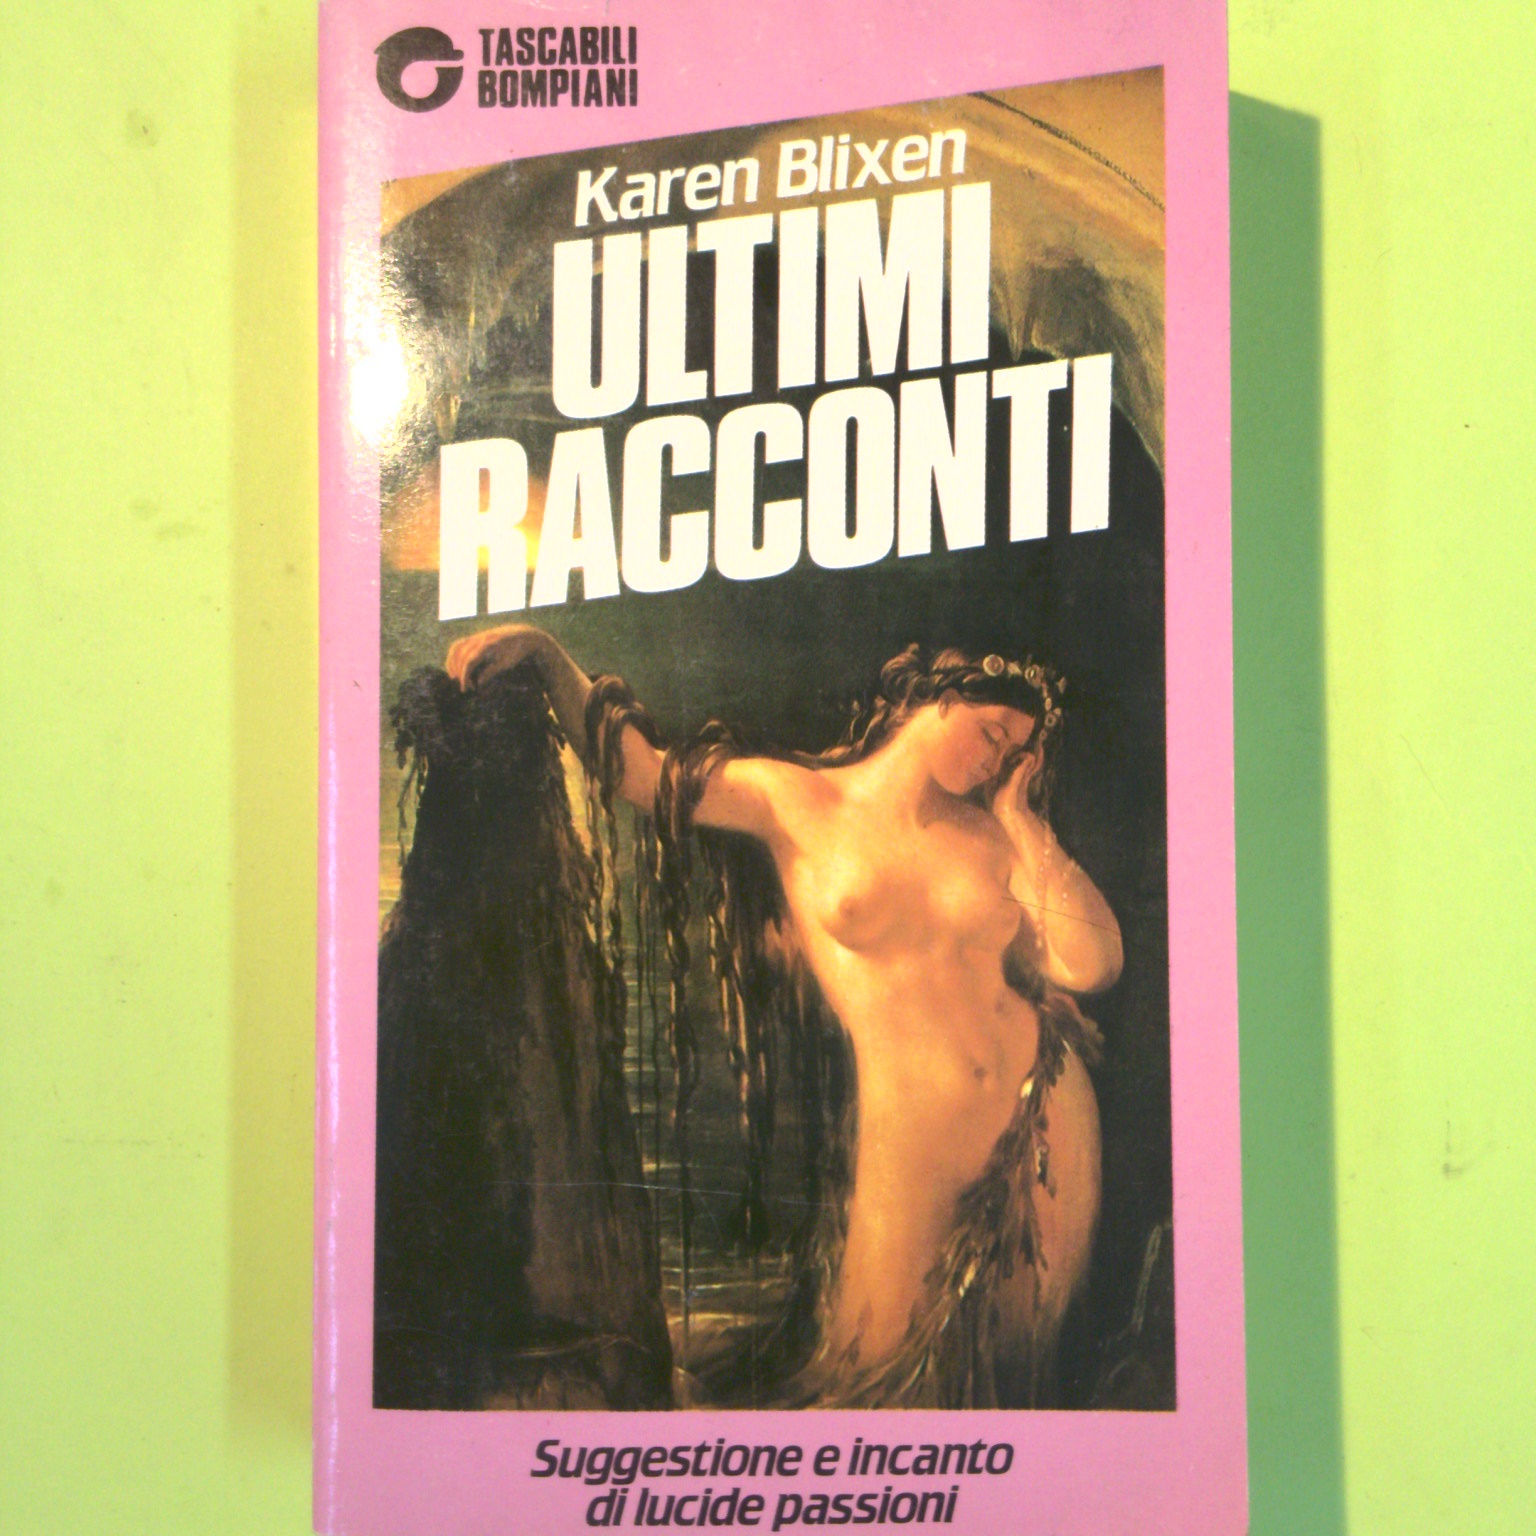 TASCABILI
BOMPIANI
Karen Blixen
ULTIMI
RACCONTI
Suggestione e incanto
di lucide passioni